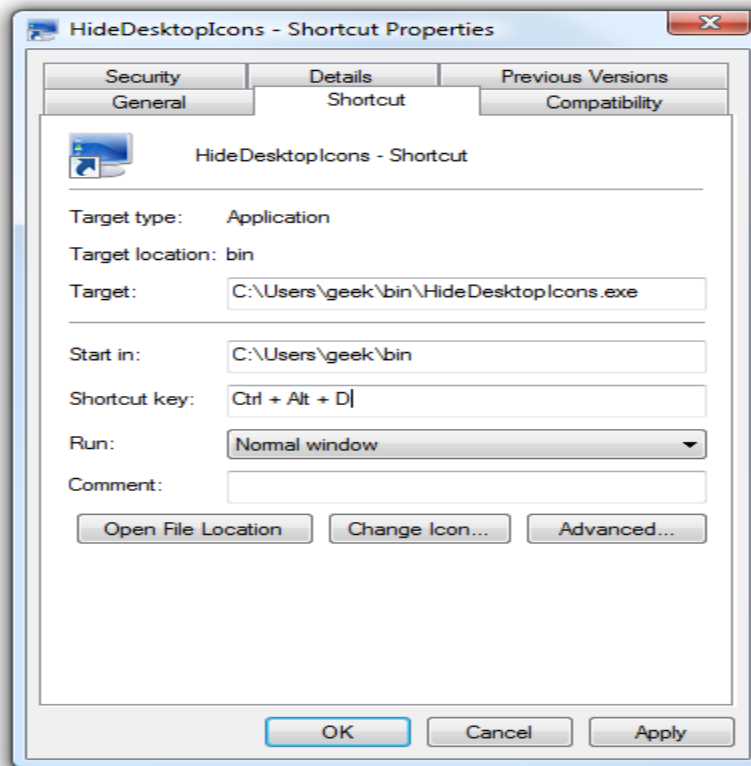 HideDesktopIcons - Shortcut Properties
Security Details Previous Versions
General Shortcut Compatibility
HideDesktopIcons - Shortcut
Target type: Application
Target location: bin
Target: C:\Users\geek\bin\HideDesktopIcons.exe
Start in: C:\Users\geek\bin
Shortcut key: Ctrl + Alt + D
Run: Normal window
Comment:
Open File Location Change Icon... Advanced...
OK Cancel Apply